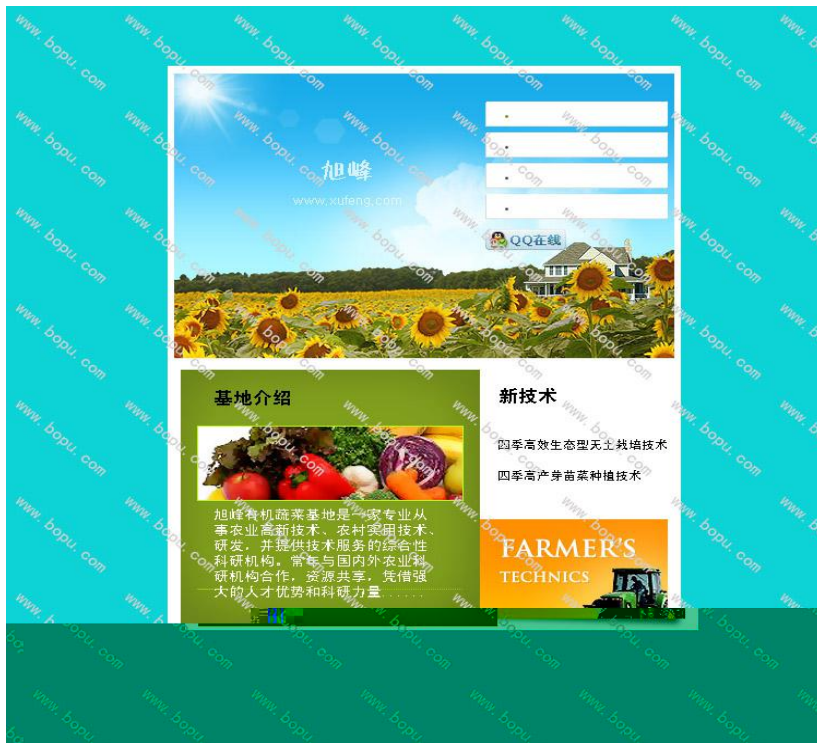 旭峰
www.xufeng.com
QQ在线
基地介绍
旭峰有机蔬菜基地是一家专业从
事农业高新技术、农村实用技术、
研发，并提供技术服务的综合性
科研机构。常年与国内外农业科
研机构合作，资源共享，凭借强
大的人才优势和科研力量......
新技术
四季高效生态型无土栽培技术
四季高产芽苗菜种植技术
FARMER'S
TECHNICS
www.bopu.com